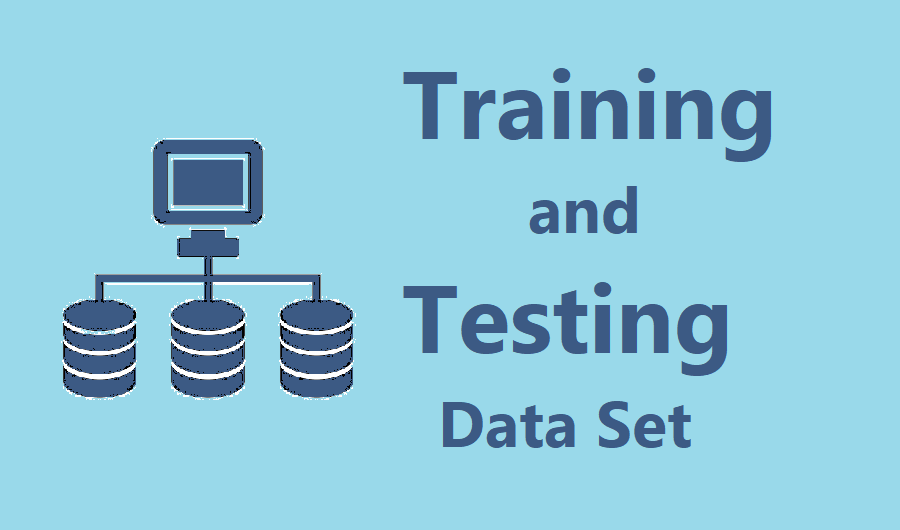 Training
and
Testing
Data Set